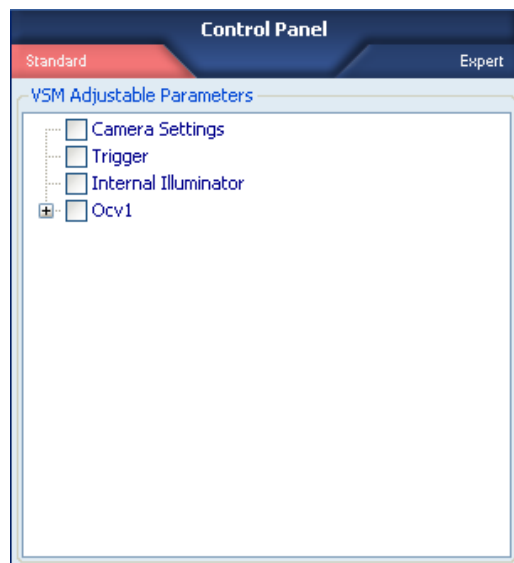 Control Panel
Standard Expert
VSM Adjustable Parameters
Camera Settings
Trigger
Internal Illuminator
Ocv1